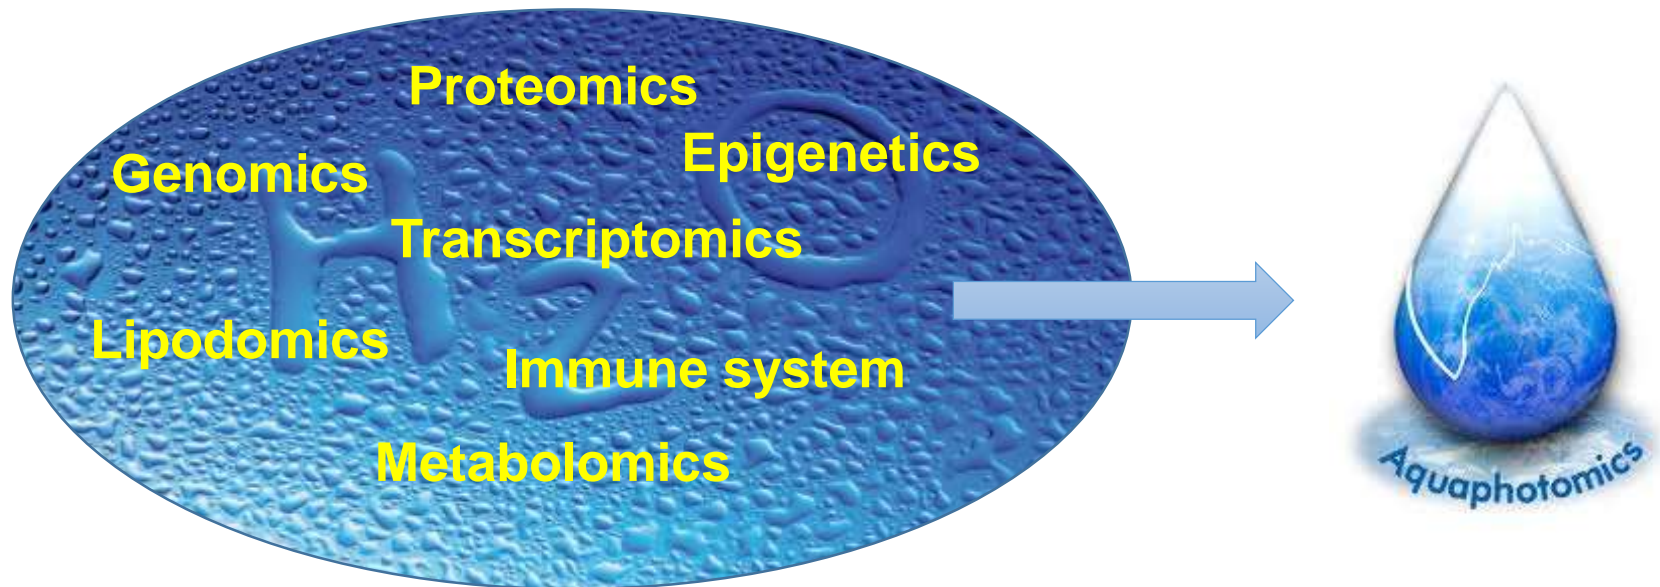 Proteomics
Epigenetics
Genomics
Transcriptomics
Lipodomics
Immune system
Metabolomics
H2O
Aquaphotomics